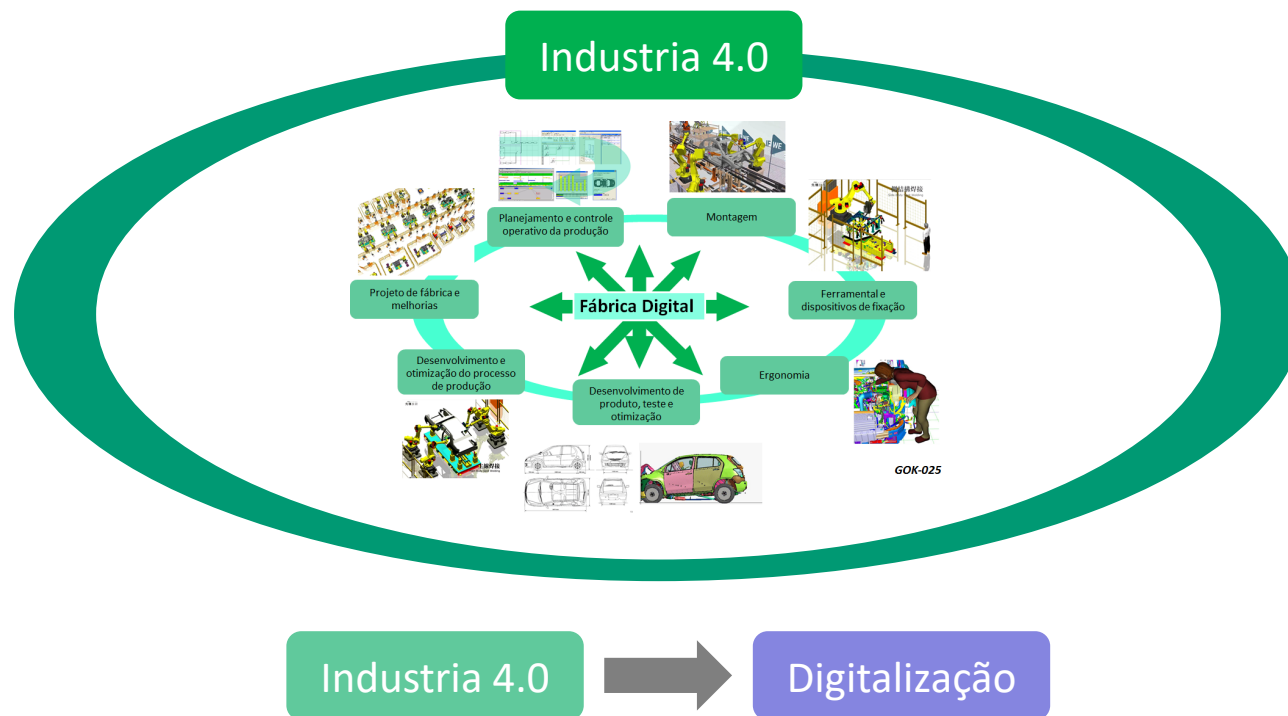 Industria 4.0
Planejamento e controle
operativo da produção
Montagem
Projeto de fábrica e
melhorias
Fábrica Digital
Ferramental e
dispositivos de fixação
Desenvolvimento e
otimização do processo
de produção
Desenvolvimento de
produto, teste e
otimização
Ergonomia
GOK-025
Industria 4.0
Digitalização